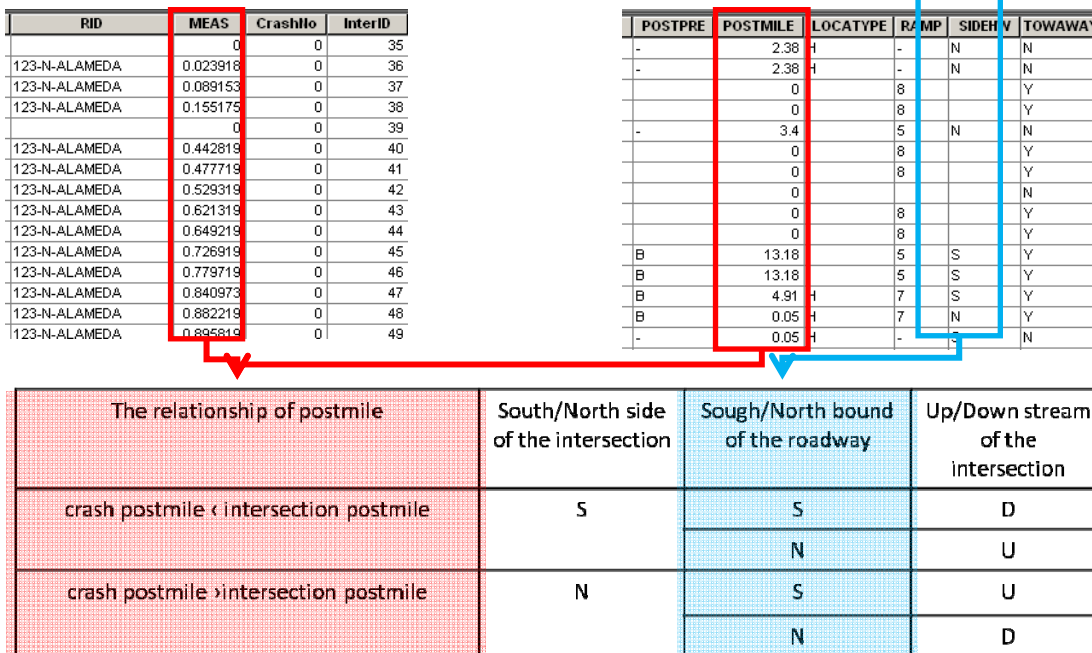 RID MEAS CrashNo InterID
0 0 35
123-N-ALAMEDA 0.023918 0 36
123-N-ALAMEDA 0.089153 0 37
123-N-ALAMEDA 0.155175 0 38
0 0 39
123-N-ALAMEDA 0.442819 0 40
123-N-ALAMEDA 0.477719 0 41
123-N-ALAMEDA 0.529319 0 42
123-N-ALAMEDA 0.621319 0 43
123-N-ALAMEDA 0.649219 0 44
123-N-ALAMEDA 0.726919 0 45
123-N-ALAMEDA 0.779719 0 46
123-N-ALAMEDA 0.840973 0 47
123-N-ALAMEDA 0.882219 0 48
123-N-ALAMEDA 0.895819 0 49
POSTPRE POSTMILE LOCATYPE RAMP SIDEHW TOWAWAY
- 2.38 H - N N
- 2.38 H - N N
0 8 Y
0 8 Y
- 3.4 5 N N
0 8 Y
0 8 Y
0 N
0 8 Y
0 8 Y
B 13.18 5 S Y
B 13.18 5 S Y
B 4.91 H 7 S Y
B 0.05 H 7 N Y
- 0.05 H - S N
The relationship of postmile
South/North side
of the intersection
Sough/North bound
of the roadway
Up/Down stream
of the
intersection
crash postmile ‹ intersection postmile S S D
N U
crash postmile ›intersection postmile N S U
N D